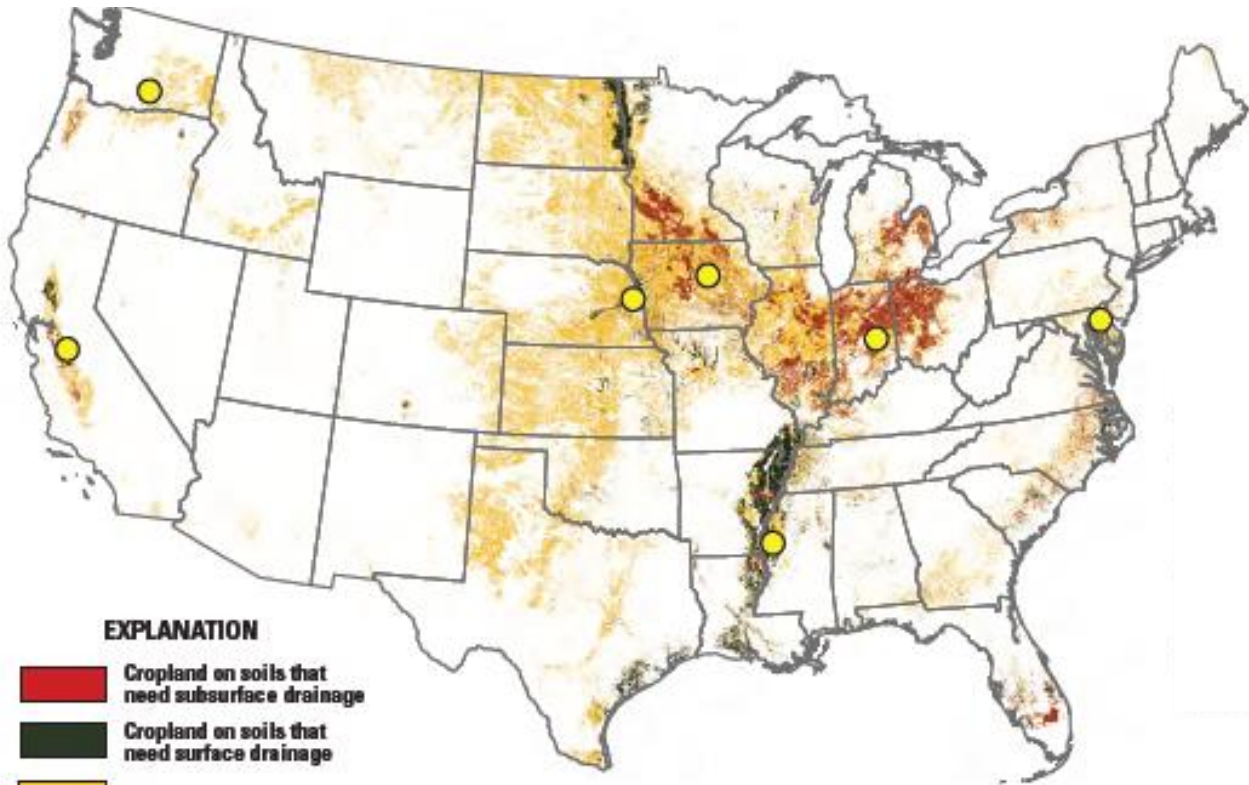 EXPLANATION
Cropland on soils that
need subsurface drainage
Cropland on soils that
need surface drainage